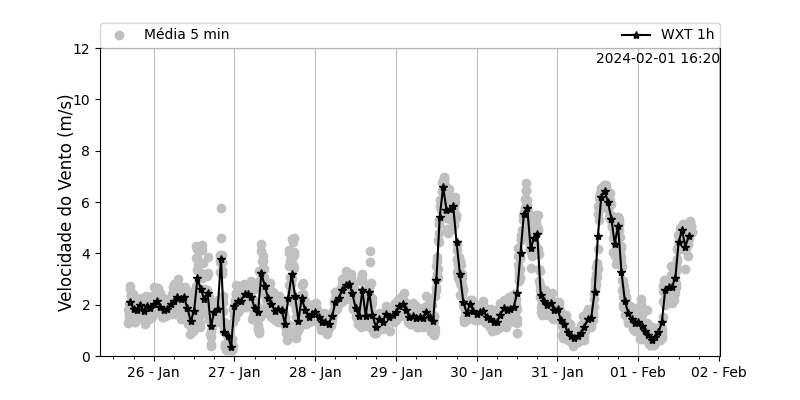 Média 5 min
WXT 1h
2024-02-01 16:20
Velocidade do Vento (m/s)
12
10
8
6
4
2
0
26 - Jan
27 - Jan
28 - Jan
29 - Jan
30 - Jan
31 - Jan
01 - Feb
02 - Feb